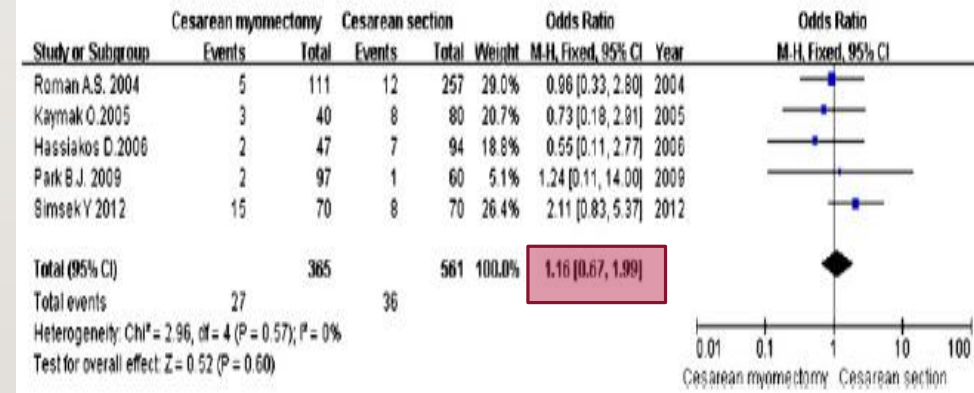 Cesarean myomectomy Cesarean section Odds Ratio Odds Ratio
Study or Subgroup Events Total Events Total Weight M-H, Fixed, 95% CI Year M-H, Fixed, 95% CI
Roman A.S. 2004 5 111 12 257 29.0% 0.96 [0.33, 2.80] 2004
Kaymak O.2005 3 40 8 80 20.7% 0.73 [0.18, 2.91] 2005
Hassiakos D.2006 2 47 7 94 18.8% 0.55 [0.11, 2.77] 2006
Park B.J. 2009 2 97 1 60 5.1% 1.24 [0.11, 14.00] 2009
Simsek Y 2012 15 70 8 70 26.4% 2.11 [0.83, 5.37] 2012
Total (95% CI) 365 561 100.0% 1.16 [0.67, 1.99]
Total events 27 36
Heterogeneity: Chi² = 2.96, df = 4 (P = 0.57); I² = 0%
Test for overall effect: Z = 0.52 (P = 0.60)
0.01 0.1 1 10 100
Cesarean myomectomy Cesarean section